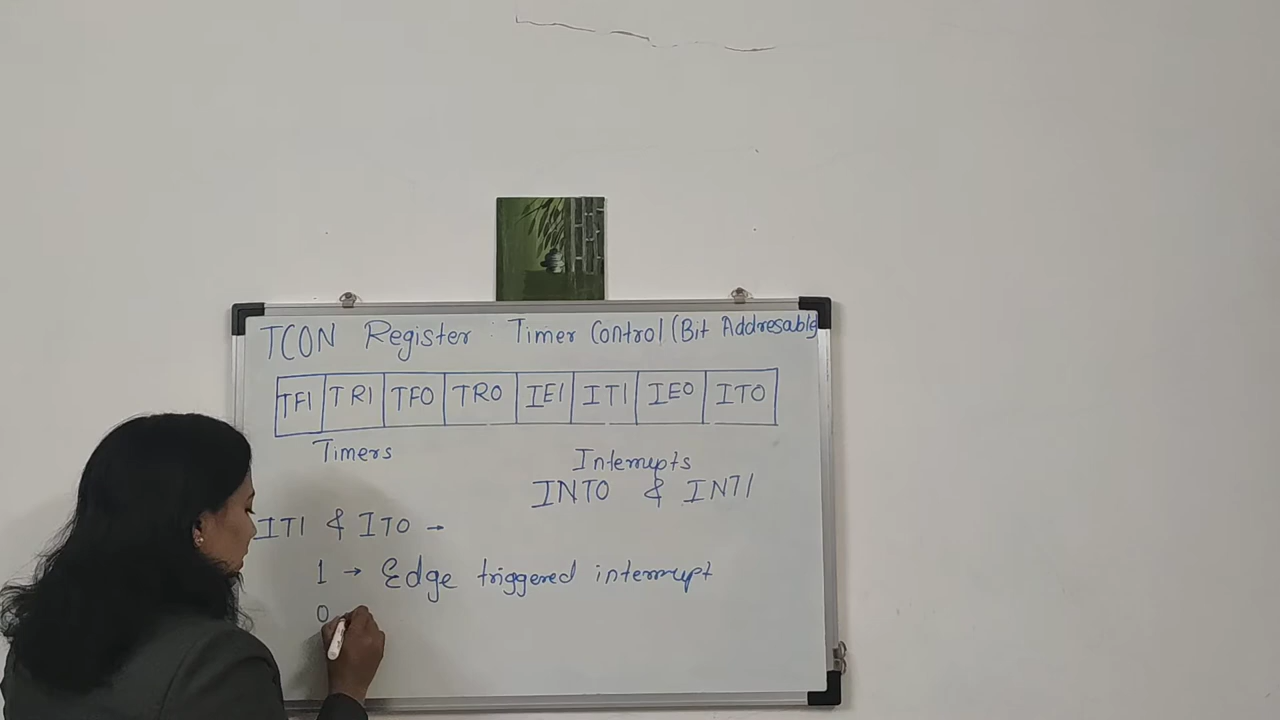 TCON Register : Timer Control (Bit Addresable)
TF1 TR1 TF0 TR0 IE1 IT1 IE0 IT0
Timers Interrupts
INT0 & INT1
IT1 & IT0 →
1 → Edge triggered interrupt
0